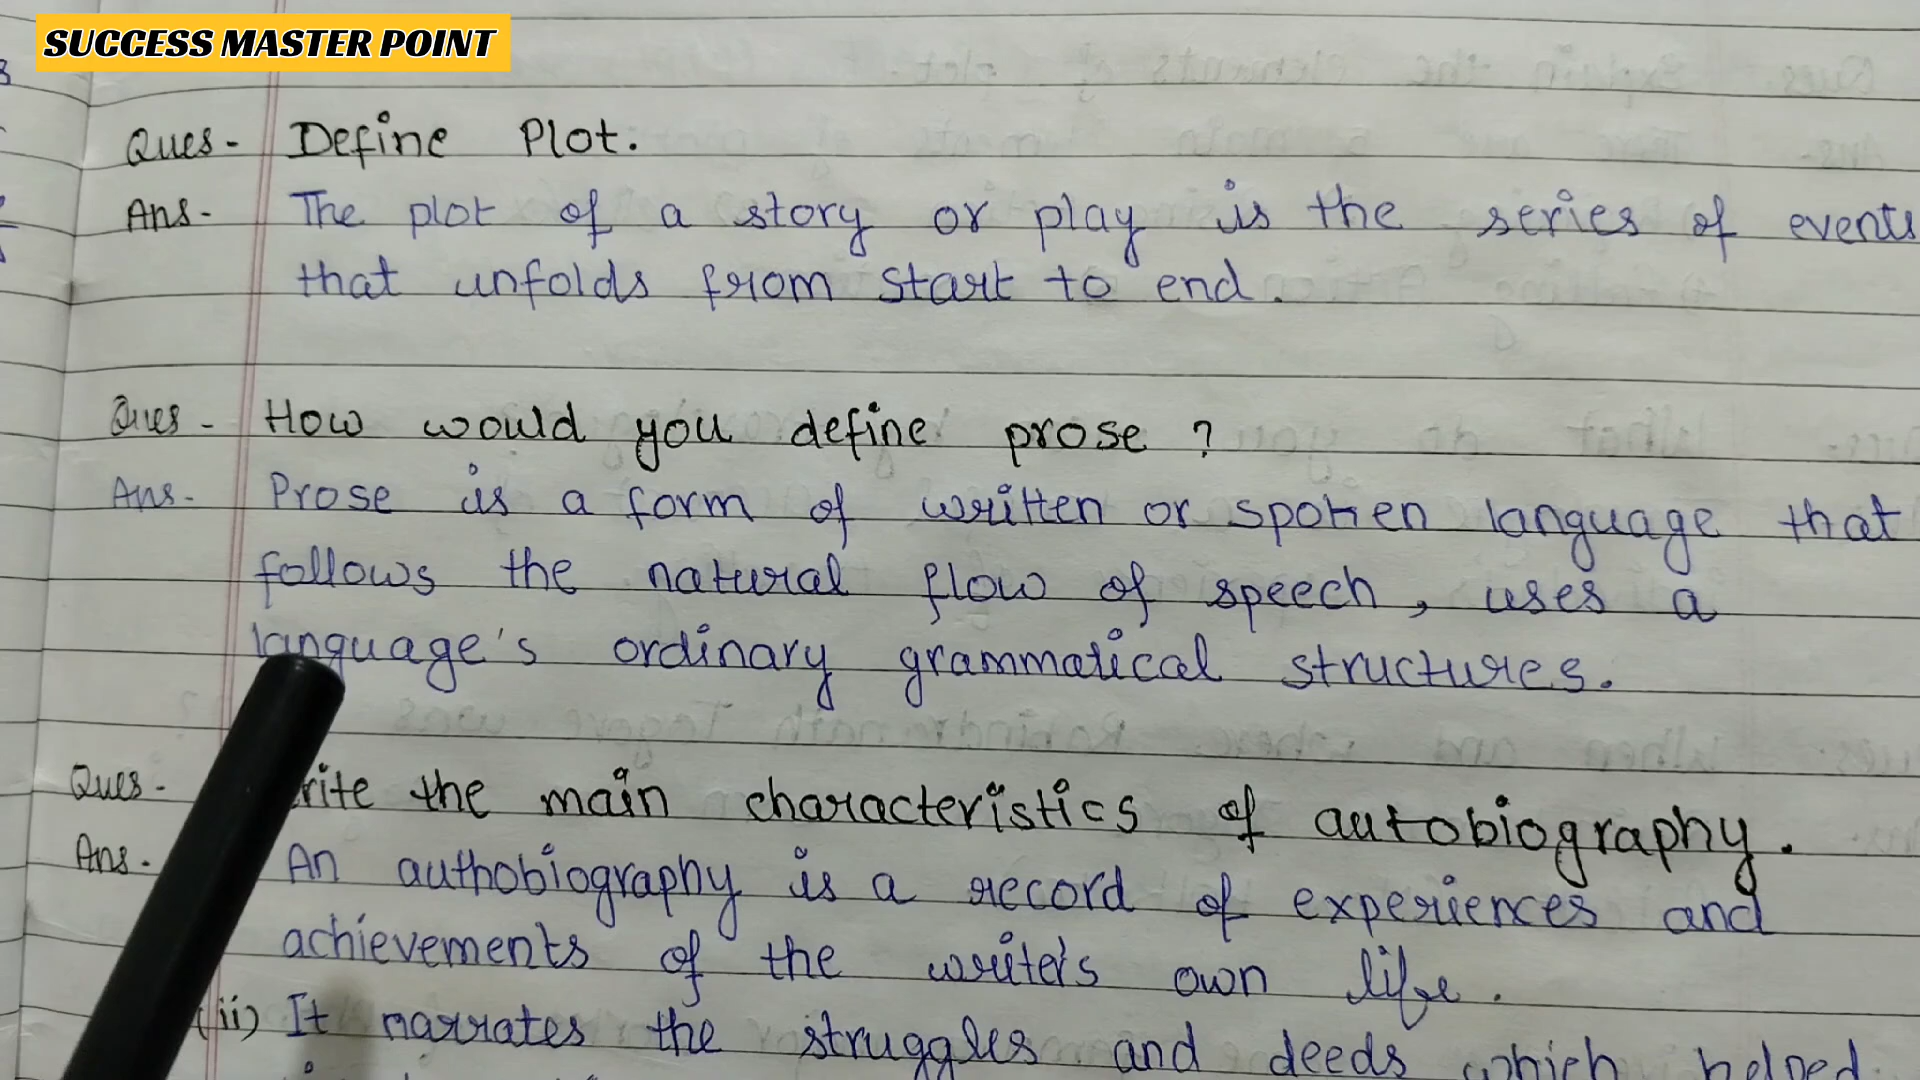 SUCCESS MASTER POINT
Ques - Define Plot.
Ans - The plot of a story or play is the series of events
that unfolds from start to end.
Ques - How would you define prose ?
Ans - Prose is a form of written or spoken language that
follows the natural flow of speech, uses a
language's ordinary grammatical structures.
Ques - rite the main characteristics of autobiography.
Ans - An authobiography is a record of experiences and
achievements of the writer's own life.
(ii) It narrates the struggles and deeds which helped